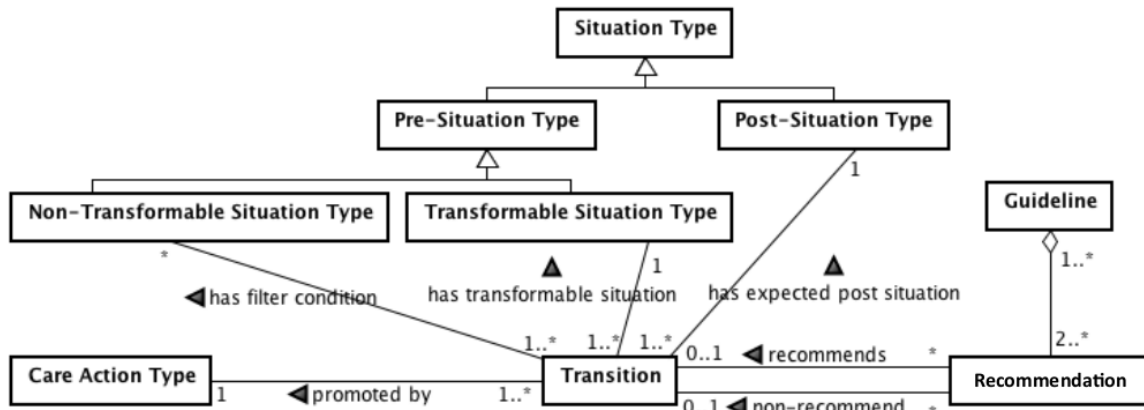 Situation Type
Pre-Situation Type
Post-Situation Type
1
Guideline
1..*
Non-Transformable Situation Type
Transformable Situation Type
*
1
has filter condition
has transformable situation
has expected post situation
1..*
1..*
1..*
2..*
0..1
recommends
*
Care Action Type
1
promoted by
1..*
Transition
Recommendation
0..1
non-recommend
*